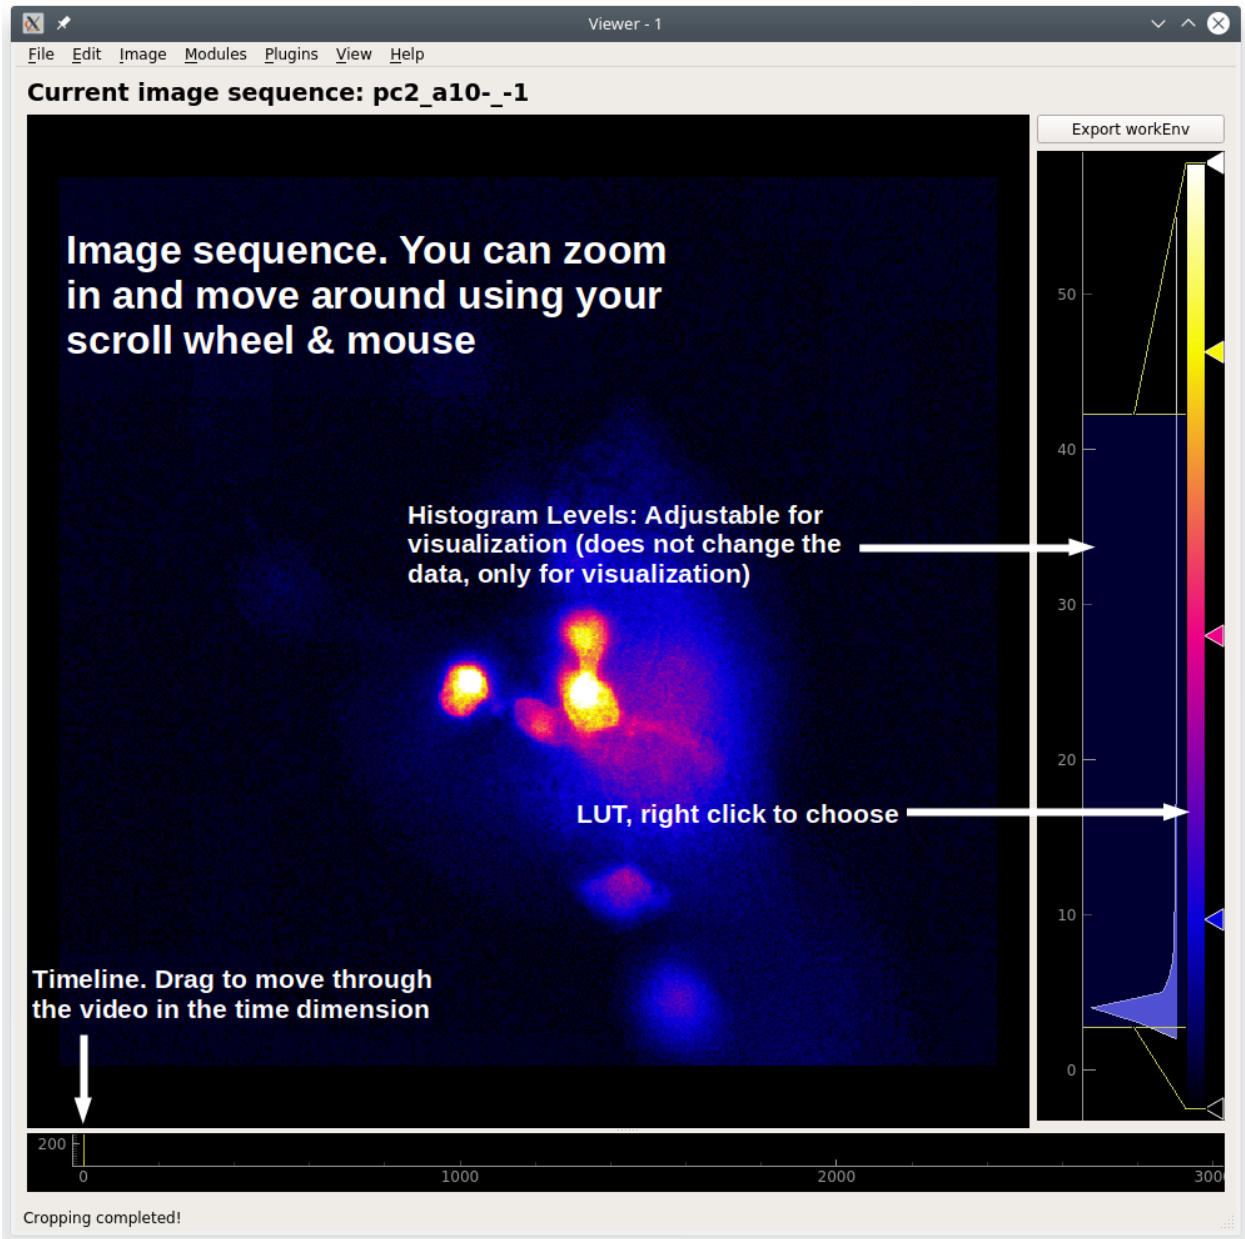 Viewer - 1
File Edit Image Modules Plugins View Help
Current image sequence: pc2_a10-_-1
Export workEnv
Image sequence. You can zoom
in and move around using your
scroll wheel & mouse
50
40
Histogram Levels: Adjustable for
visualization (does not change the
data, only for visualization)
30
20
LUT, right click to choose
10
Timeline. Drag to move through
the video in the time dimension
0
200
0 1000 2000 3000
Cropping completed!